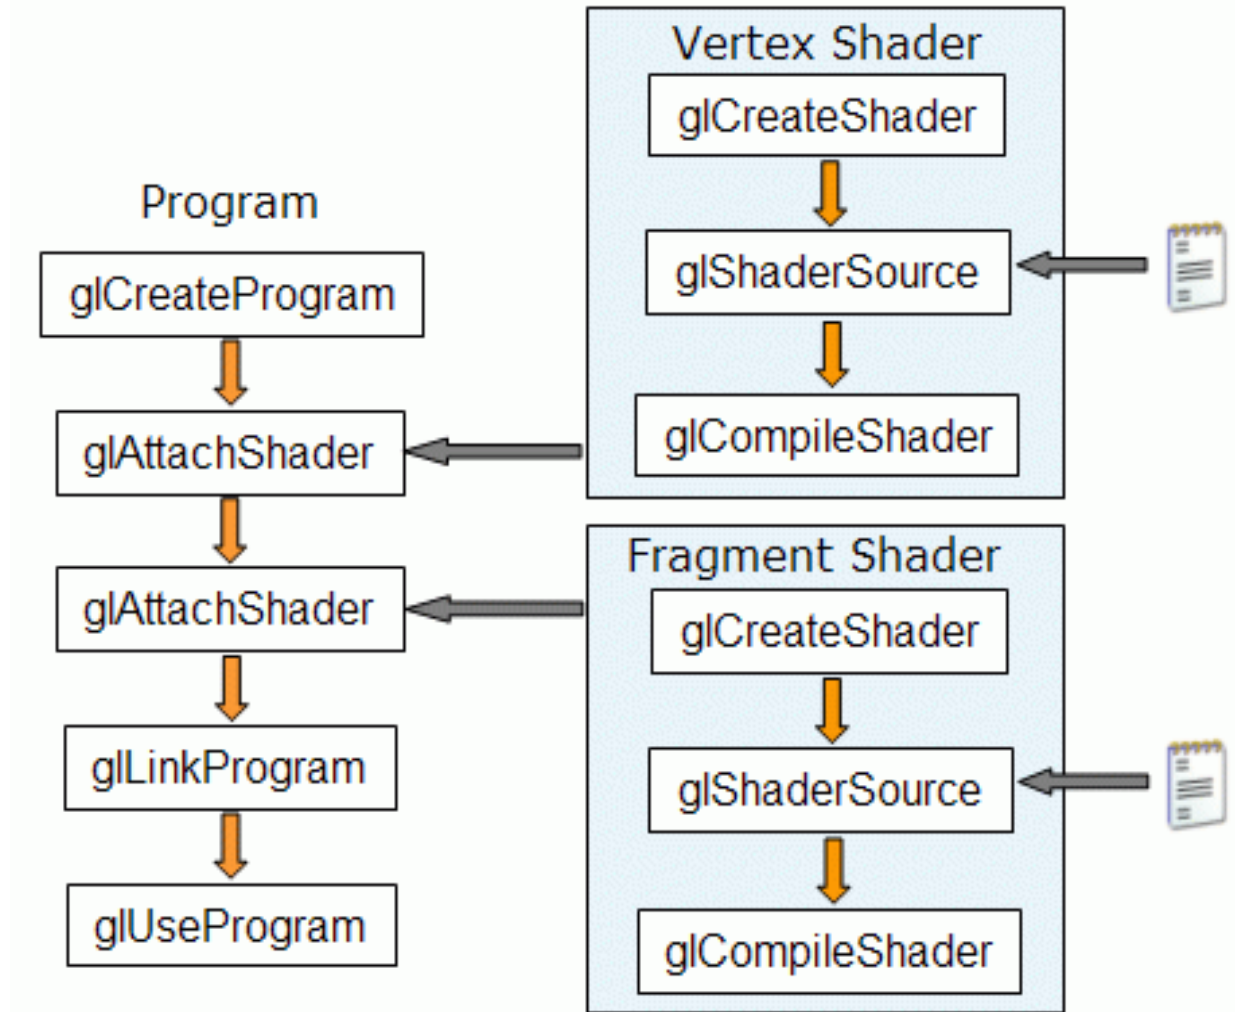 Program
glCreateProgram
glAttachShader
glAttachShader
glLinkProgram
glUseProgram
Vertex Shader
glCreateShader
glShaderSource
glCompileShader
Fragment Shader
glCreateShader
glShaderSource
glCompileShader